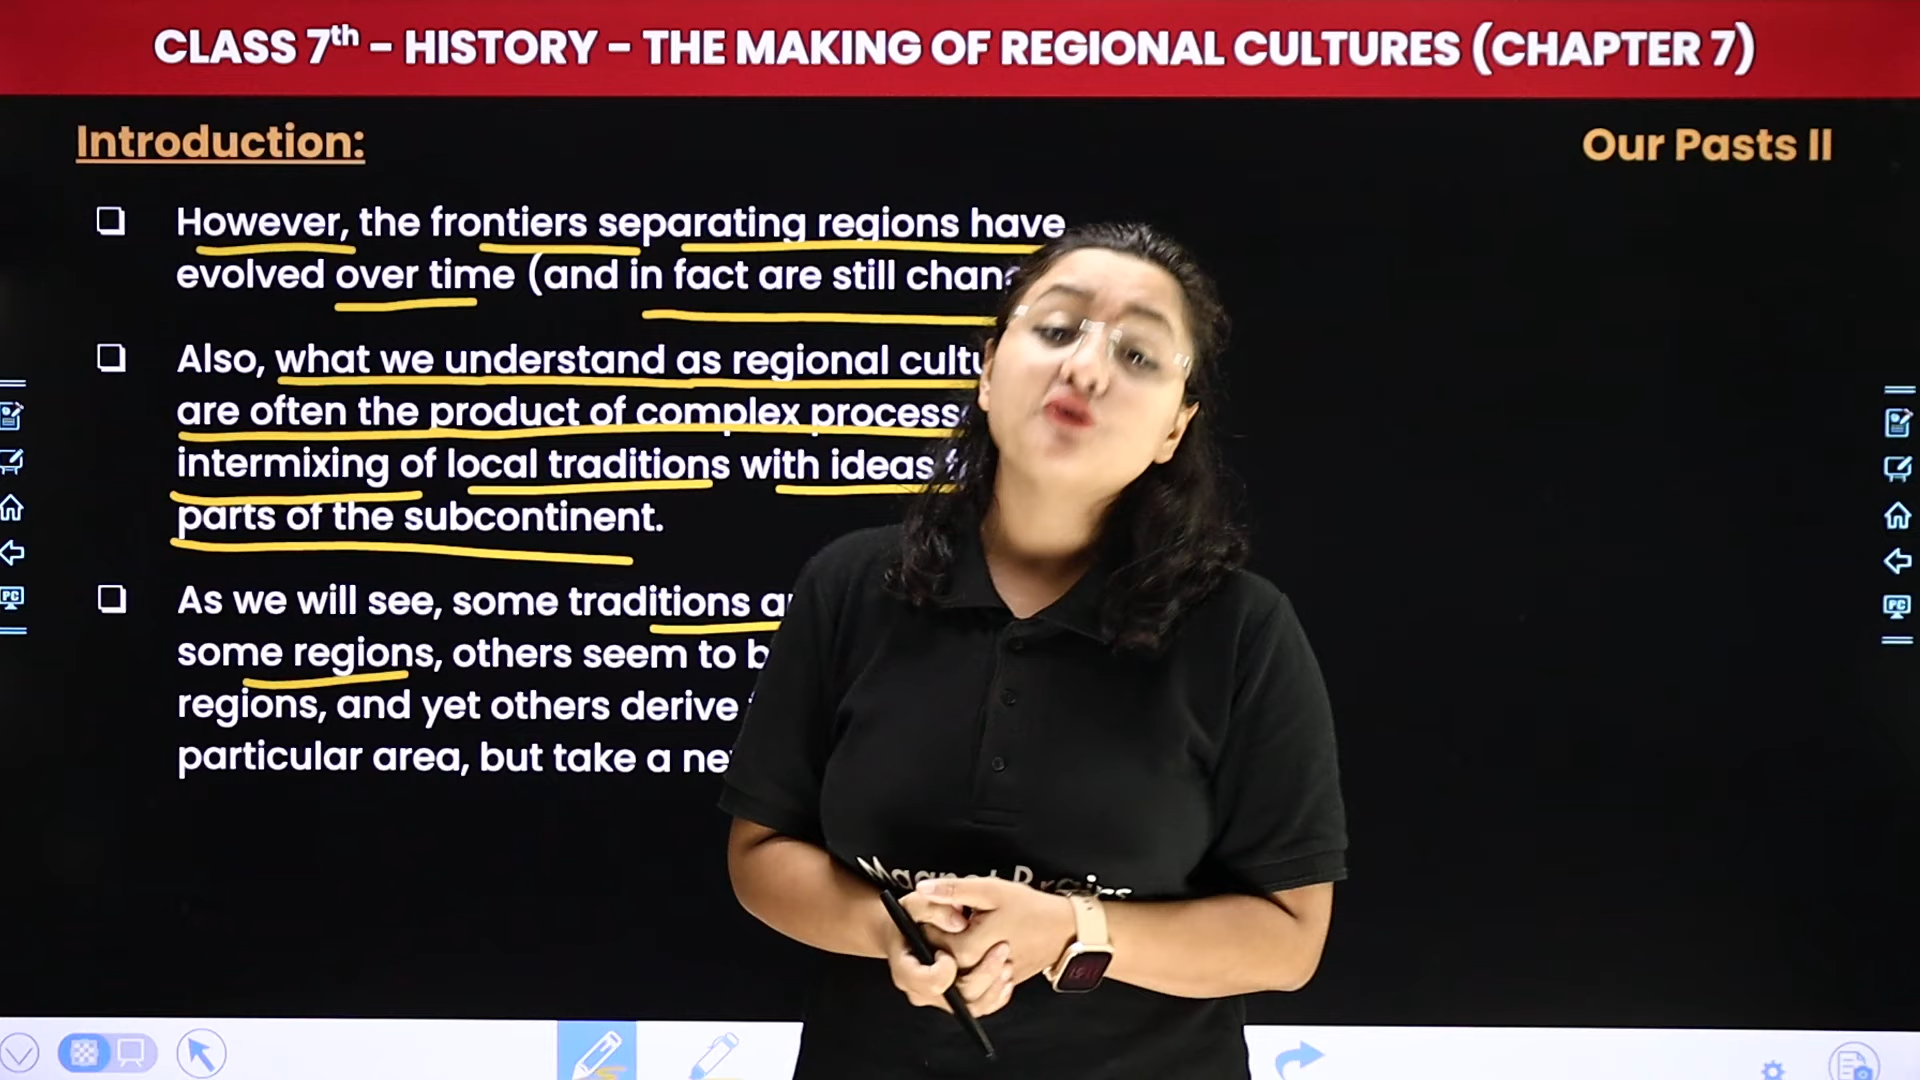 CLASS 7th – HISTORY – THE MAKING OF REGIONAL CULTURES (CHAPTER 7)
Introduction:
Our Pasts II
However, the frontiers separating regions have
evolved over time (and in fact are still
Also, what we understand as regional
are often the product of complex
intermixing of local traditions with ideas
parts of the subcontinent.
As we will see, some traditions
some regions, others seem to
regions, and yet others derive
particular area, but take a
PC
PC